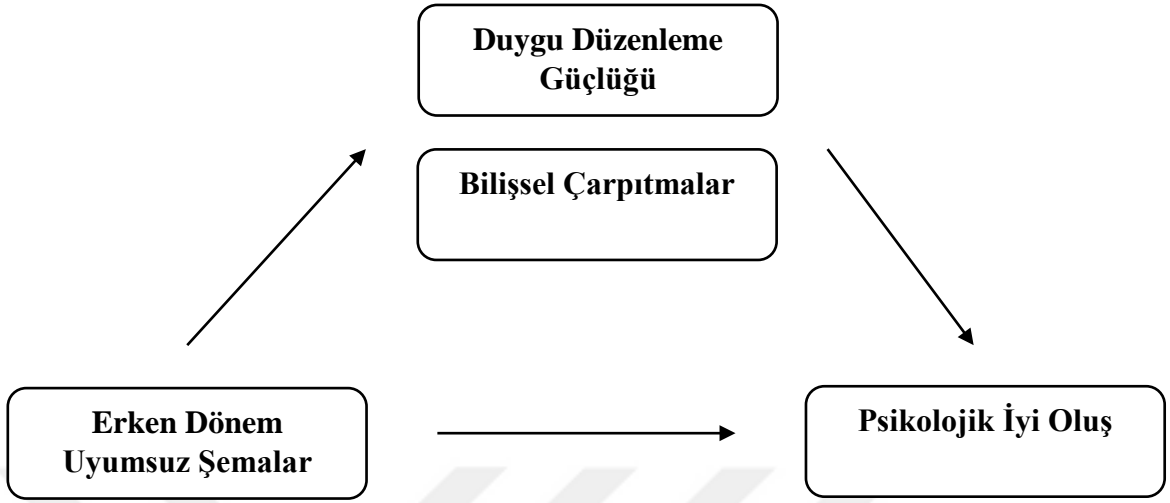 Duygu Düzenleme
Güçlüğü
Bilişsel Çarpıtmalar
Erken Dönem
Uyumsuz Şemalar
Psikolojik İyi Oluş